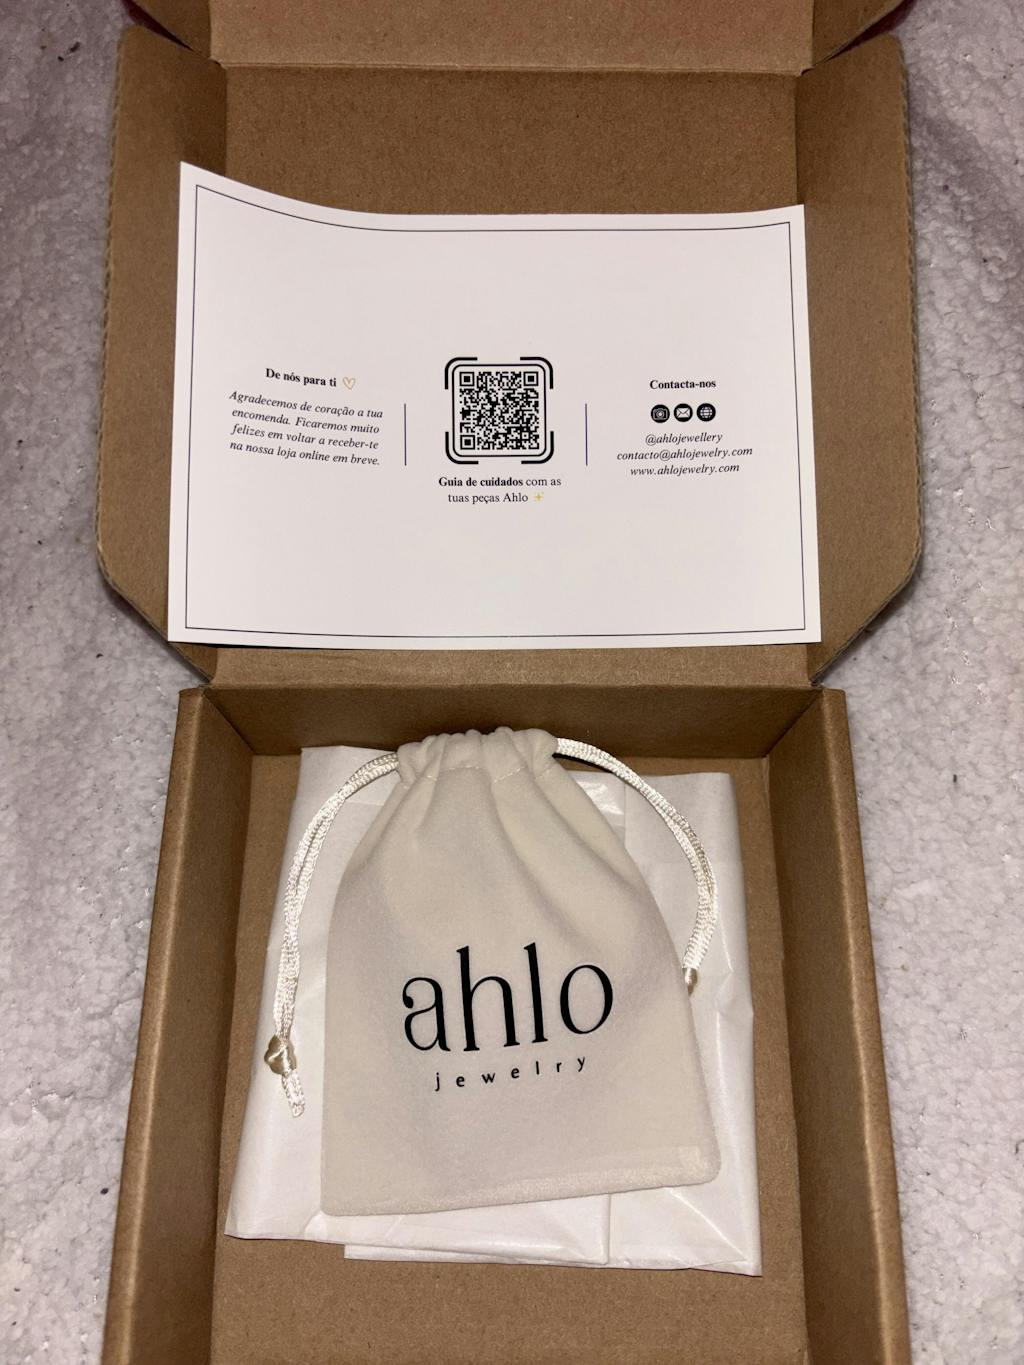 De nós para ti
Agradecemos de coração a tua
encomenda. Ficaremos muito
felizes em voltar a receber-te
na nossa loja online em breve.
Guia de cuidados com as
tuas peças Ahlo
Contacta-nos
@ahlojewellery
contacto@ahlojewelry.com
www.ahlojewelry.com
ahlo
jewelry